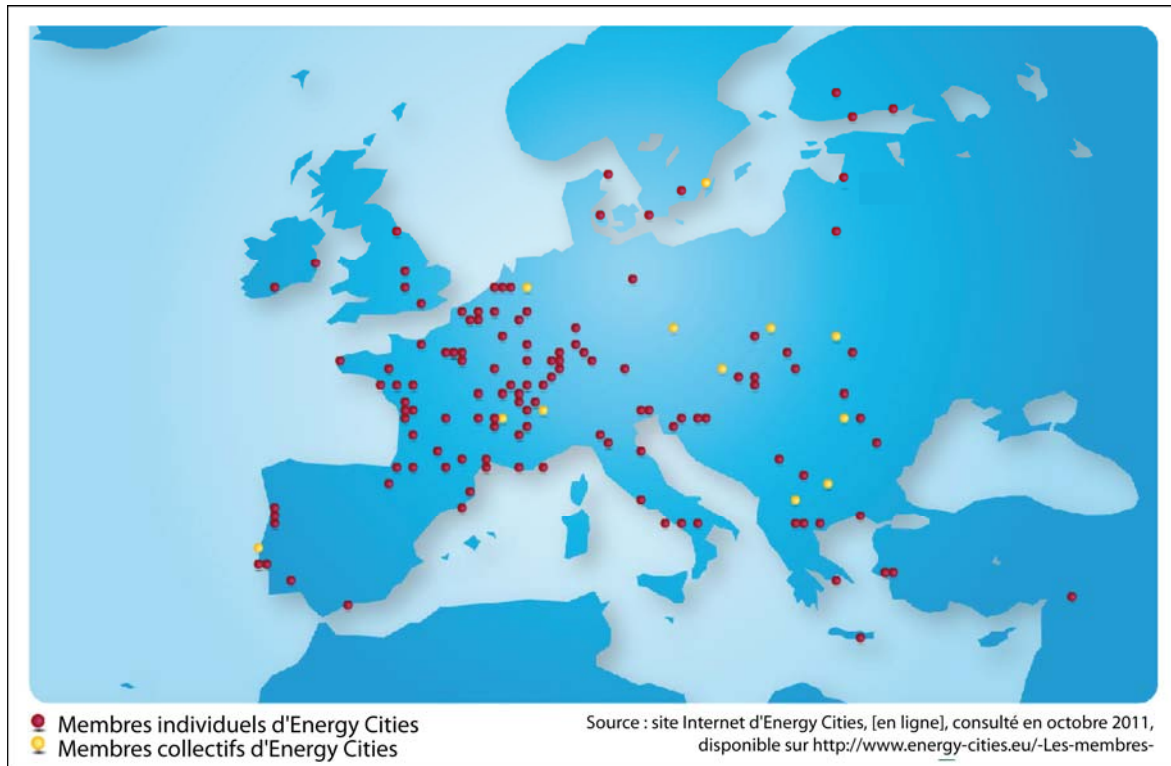 Membres individuels d'Energy Cities
Membres collectifs d'Energy Cities
Source : site Internet d'Energy Cities, [en ligne], consulté en octobre 2011,
disponible sur http://www.energy-cities.eu/-Les-membres-